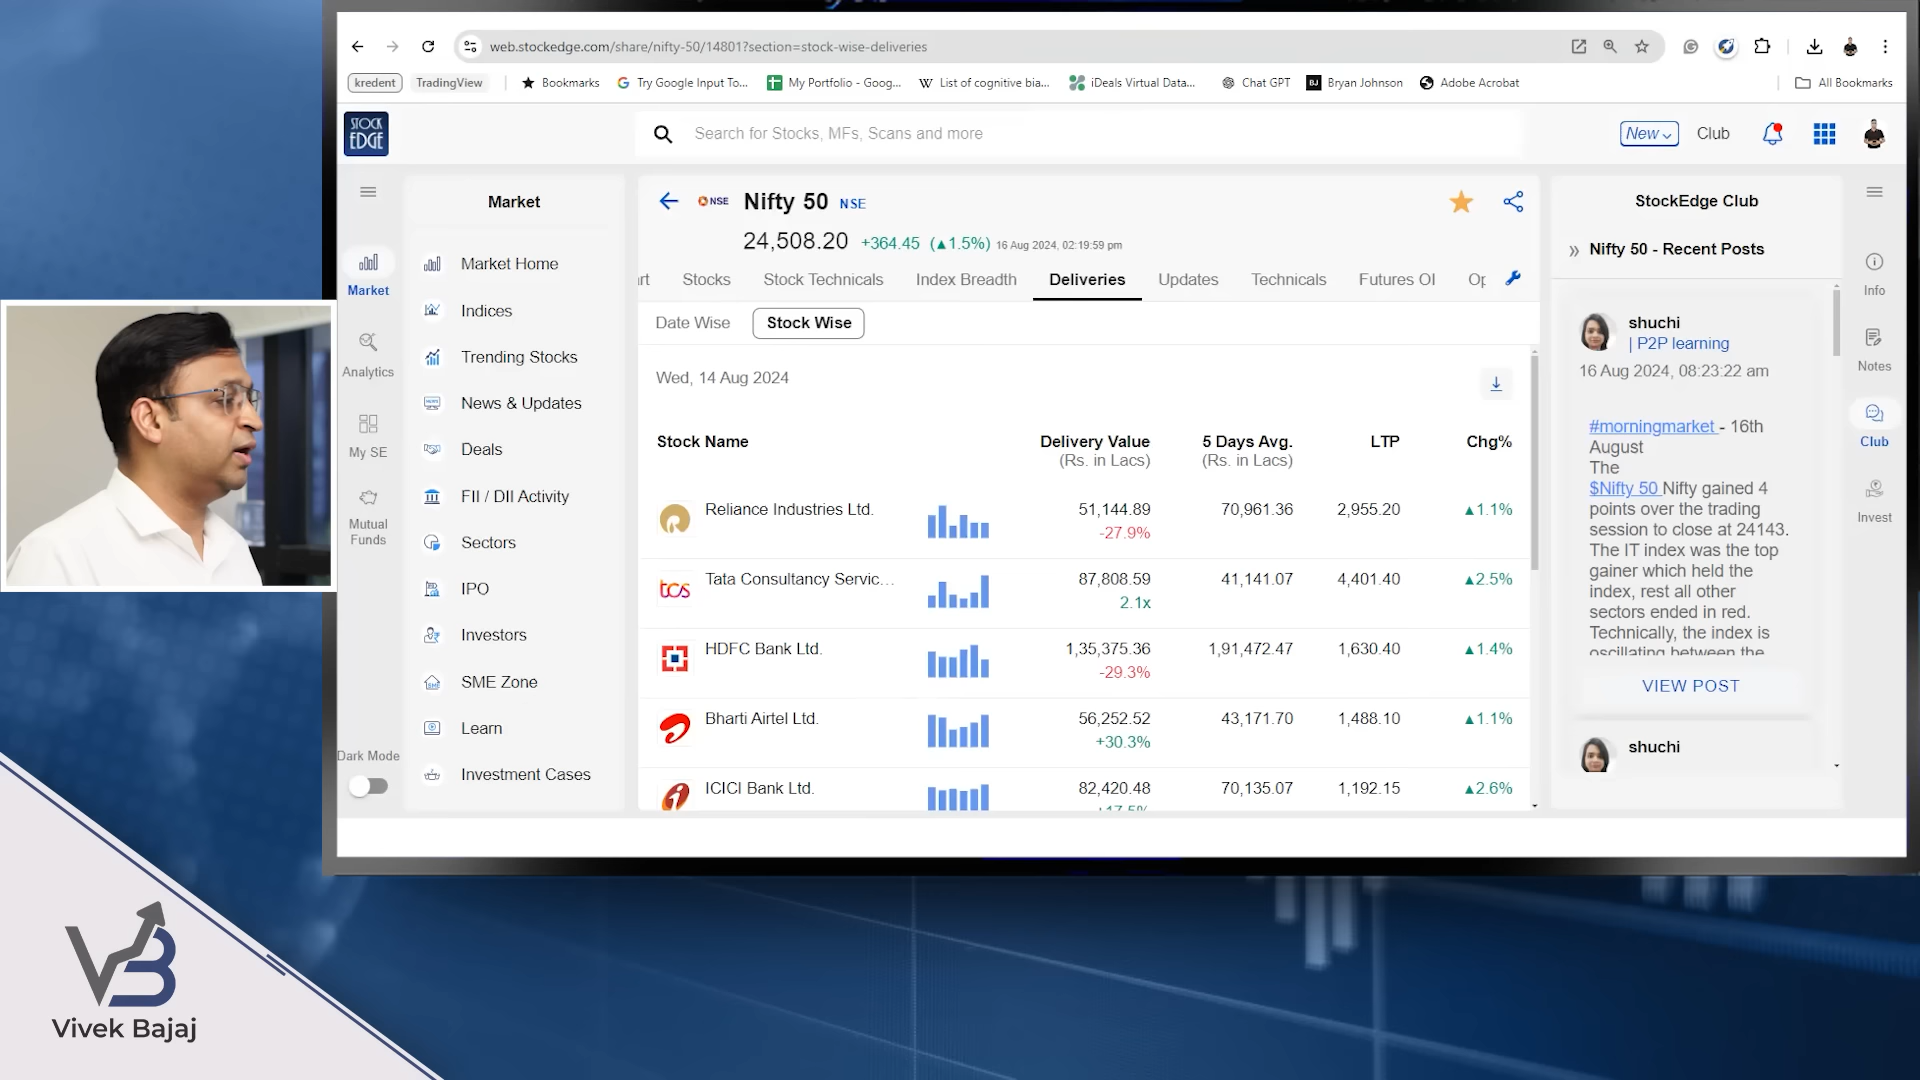 web.stockedge.com/share/nifty-50/14801?section=stock-wise-deliveries
kredent
TradingView
Bookmarks
Try Google Input To...
My Portfolio - Goog...
List of cognitive bia...
iDeals Virtual Data...
Chat GPT
BJ
Bryan Johnson
Adobe Acrobat
All Bookmarks
STOCK
EDGE
Search for Stocks, MFs, Scans and more
New
Club
Market
Analytics
My SE
Mutual
Funds
Dark Mode
Market
Market Home
Indices
Trending Stocks
News & Updates
Deals
FII / DII Activity
Sectors
IPO
Investors
SME Zone
Learn
Investment Cases
NSE Nifty 50 NSE
24,508.20 +364.45 (▲1.5%) 16 Aug 2024, 02:19:59 pm
rt Stocks Stock Technicals Index Breadth Deliveries Updates Technicals Futures OI Op
Date Wise Stock Wise
Wed, 14 Aug 2024
Stock Name Delivery Value 5 Days Avg. LTP Chg%
(Rs. in Lacs) (Rs. in Lacs)
Reliance Industries Ltd. 51,144.89 70,961.36 2,955.20 ▲1.1%
-27.9%
tcs Tata Consultancy Servic... 87,808.59 41,141.07 4,401.40 ▲2.5%
2.1x
HDFC Bank Ltd. 1,35,375.36 1,91,472.47 1,630.40 ▲1.4%
-29.3%
Bharti Airtel Ltd. 56,252.52 43,171.70 1,488.10 ▲1.1%
+30.3%
ICICI Bank Ltd. 82,420.48 70,135.07 1,192.15 ▲2.6%
+17.5%
StockEdge Club
» Nifty 50 - Recent Posts
shuchi
| P2P learning
16 Aug 2024, 08:23:22 am
#morningmarket - 16th
August
The
$Nifty 50 Nifty gained 4
points over the trading
session to close at 24143.
The IT index was the top
gainer which held the
index, rest all other
sectors ended in red.
Technically, the index is
oscillating between the
VIEW POST
shuchi
Info
Notes
Club
Invest
VB
Vivek Bajaj